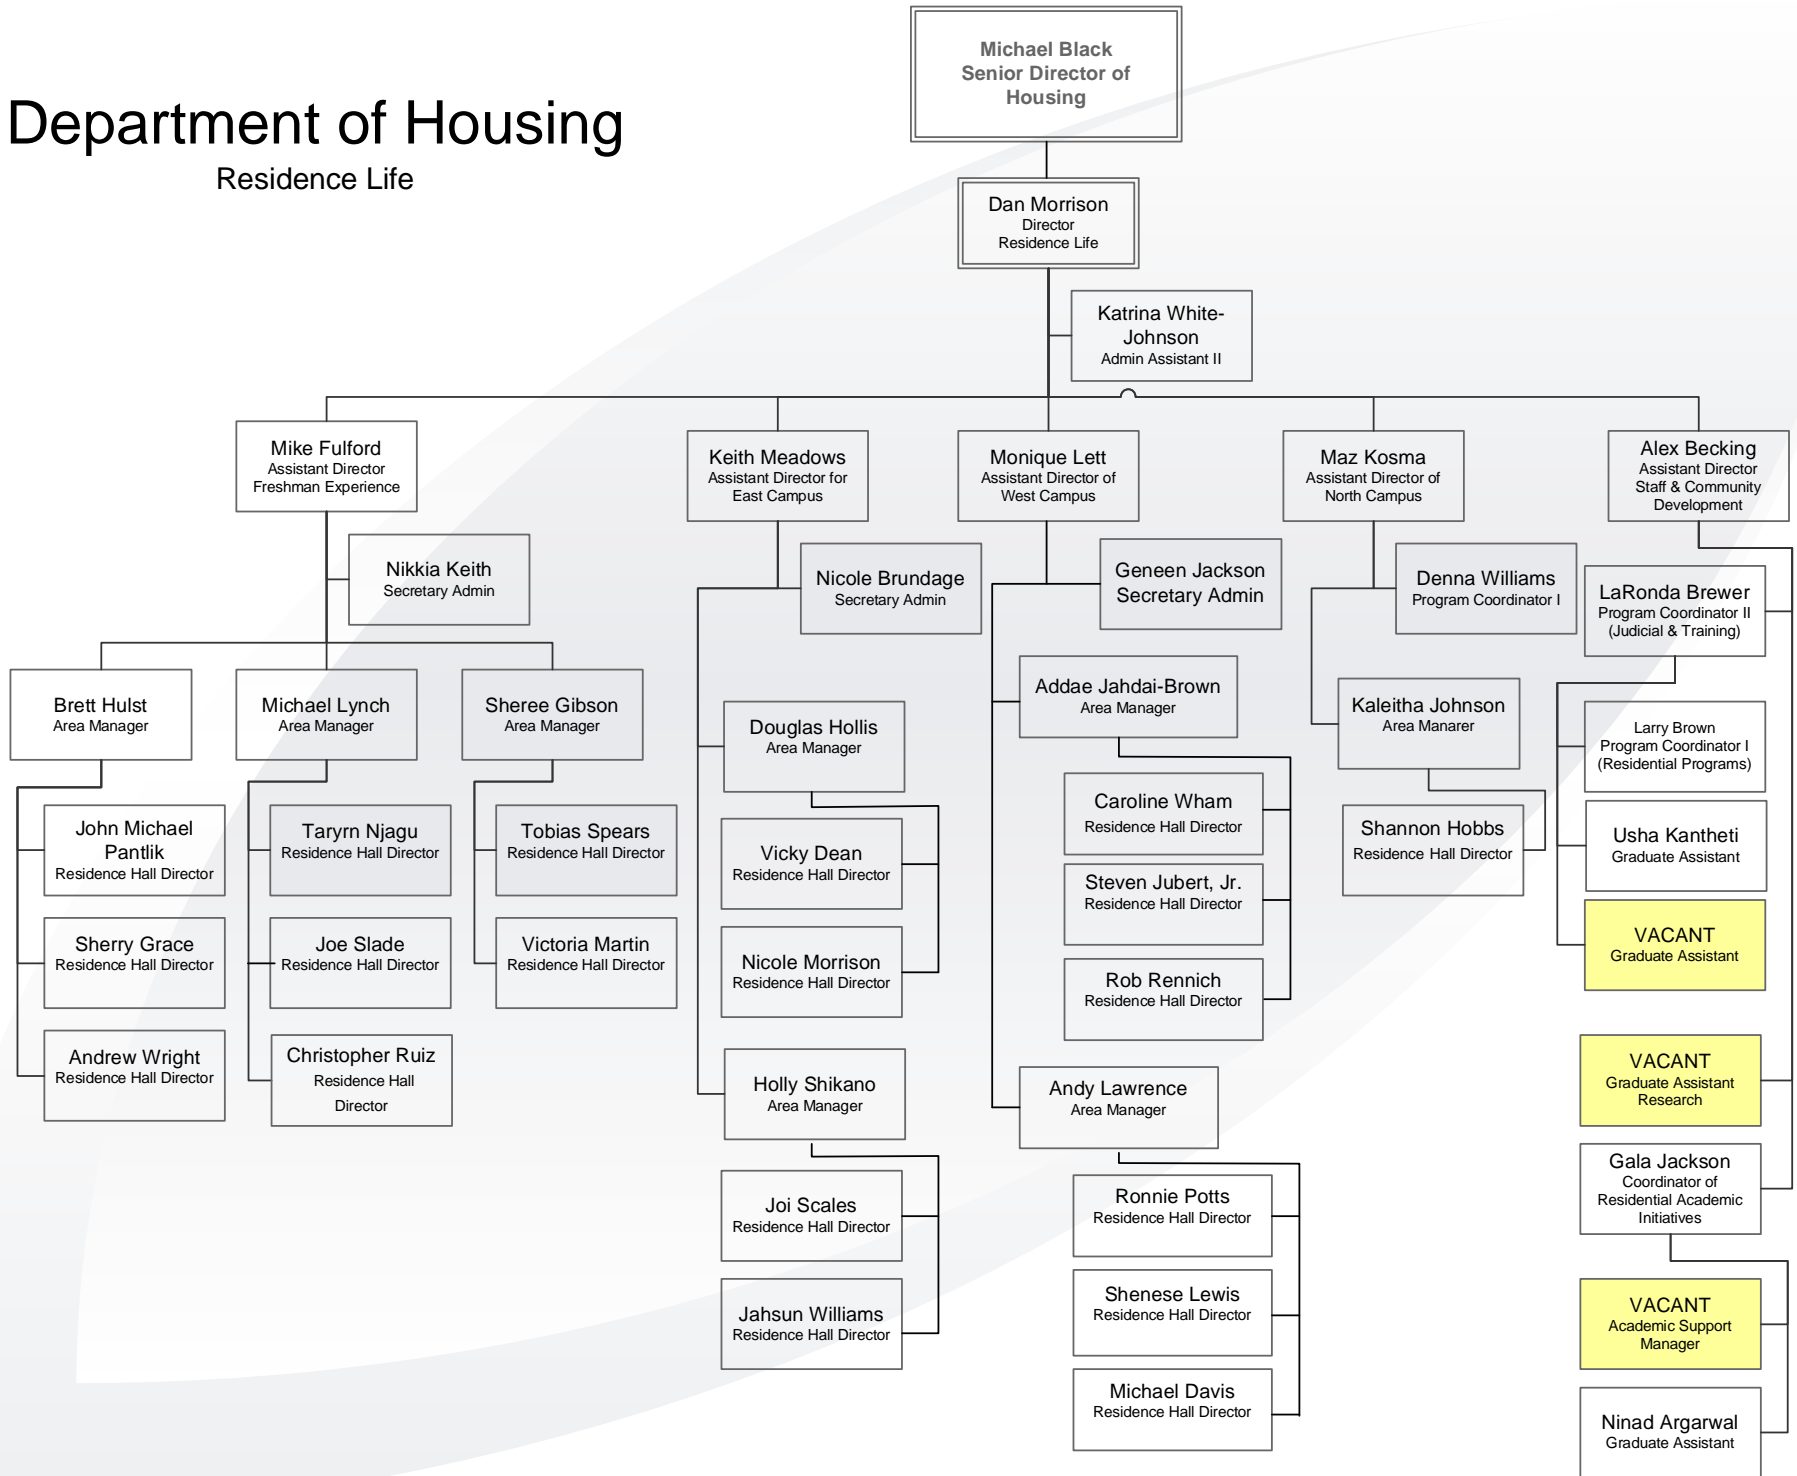 Department of Housing
Residence Life
Michael Black
Senior Director of
Housing
Dan Morrison
Director
Residence Life
Katrina White-
Johnson
Admin Assistant II
Mike Fulford
Assistant Director
Freshman Experience
Nikkia Keith
Secretary Admin
Brett Hulst
Area Manager
John Michael
Pantlik
Residence Hall Director
Sherry Grace
Residence Hall Director
Andrew Wright
Residence Hall Director
Michael Lynch
Area Manager
Taryrn Njagu
Residence Hall Director
Joe Slade
Residence Hall Director
Christopher Ruiz
Residence Hall
Director
Sheree Gibson
Area Manager
Tobias Spears
Residence Hall Director
Victoria Martin
Residence Hall Director
Keith Meadows
Assistant Director for
East Campus
Nicole Brundage
Secretary Admin
Douglas Hollis
Area Manager
Vicky Dean
Residence Hall Director
Nicole Morrison
Residence Hall Director
Holly Shikano
Area Manager
Joi Scales
Residence Hall Director
Jahsun Williams
Residence Hall Director
Monique Lett
Assistant Director of
West Campus
Geneen Jackson
Secretary Admin
Addae Jahdai-Brown
Area Manager
Caroline Wham
Residence Hall Director
Steven Jubert, Jr.
Residence Hall Director
Rob Rennich
Residence Hall Director
Andy Lawrence
Area Manager
Ronnie Potts
Residence Hall Director
Shenese Lewis
Residence Hall Director
Michael Davis
Residence Hall Director
Maz Kosma
Assistant Director of
North Campus
Denna Williams
Program Coordinator I
Kaleitha Johnson
Area Manarer
Shannon Hobbs
Residence Hall Director
Alex Becking
Assistant Director
Staff & Community
Development
LaRonda Brewer
Program Coordinator II
(Judicial & Training)
Larry Brown
Program Coordinator I
(Residential Programs)
Usha Kantheti
Graduate Assistant
VACANT
Graduate Assistant
VACANT
Graduate Assistant
Research
Gala Jackson
Coordinator of
Residential Academic
Initiatives
VACANT
Academic Support
Manager
Ninad Argarwal
Graduate Assistant